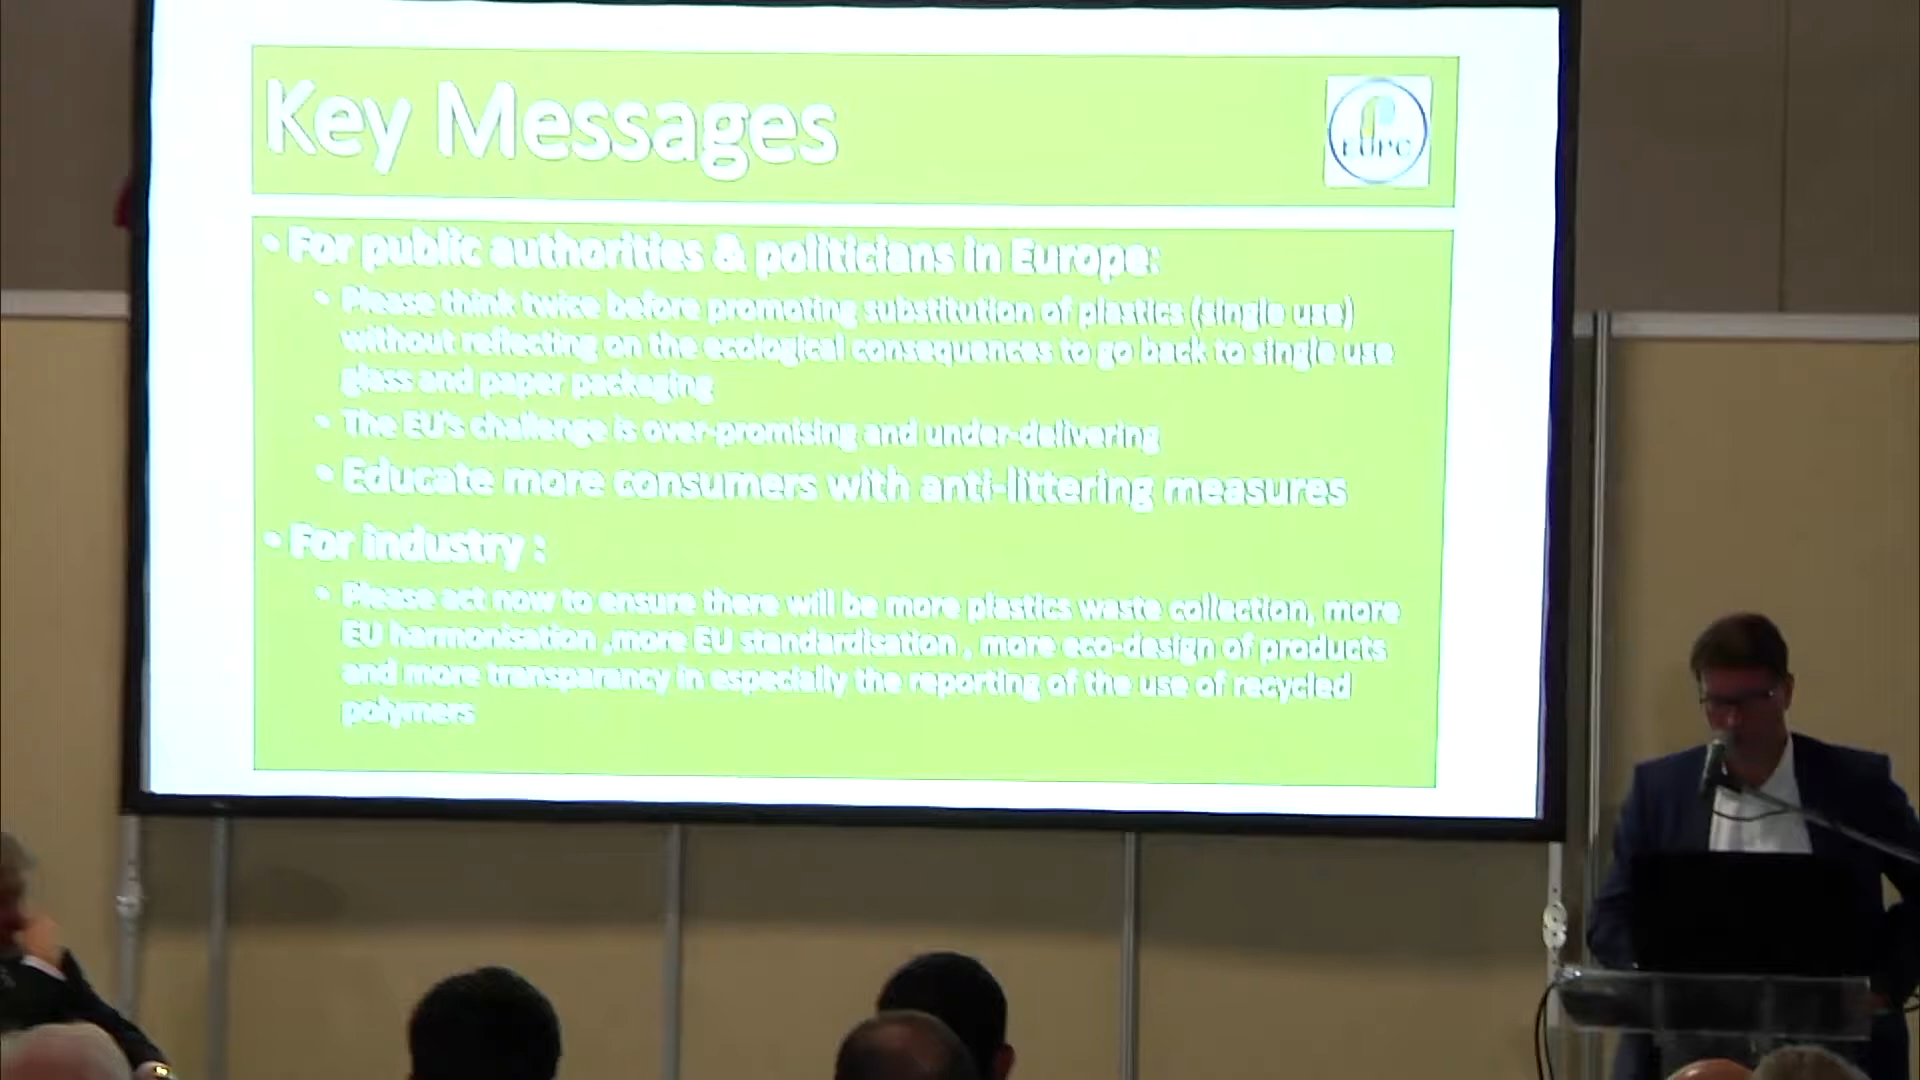 Key Messages
EUPC
• For public authorities & politicians in Europe:
• Please think twice before promoting substitution of plastics (single use)
without reflecting on the ecological consequences to go back to single use
glass and paper packaging
• The EU's challenge is over-promising and under-delivering
• Educate more consumers with anti-littering measures
• For industry :
• Please act now to ensure there will be more plastics waste collection, more
EU harmonisation ,more EU standardisation , more eco-design of products
and more transparency in especially the reporting of the use of recycled
polymers